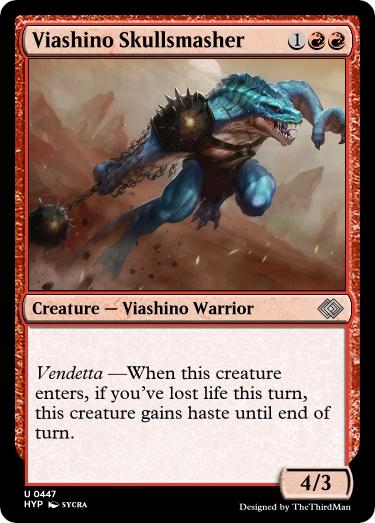 Viashino Skullsmasher 1
Creature — Viashino Warrior
Vendetta —When this creature
enters, if you've lost life this turn,
this creature gains haste until end of
turn.
4/3
U 0447
HYP SYCRA
Designed by TheThirdMan